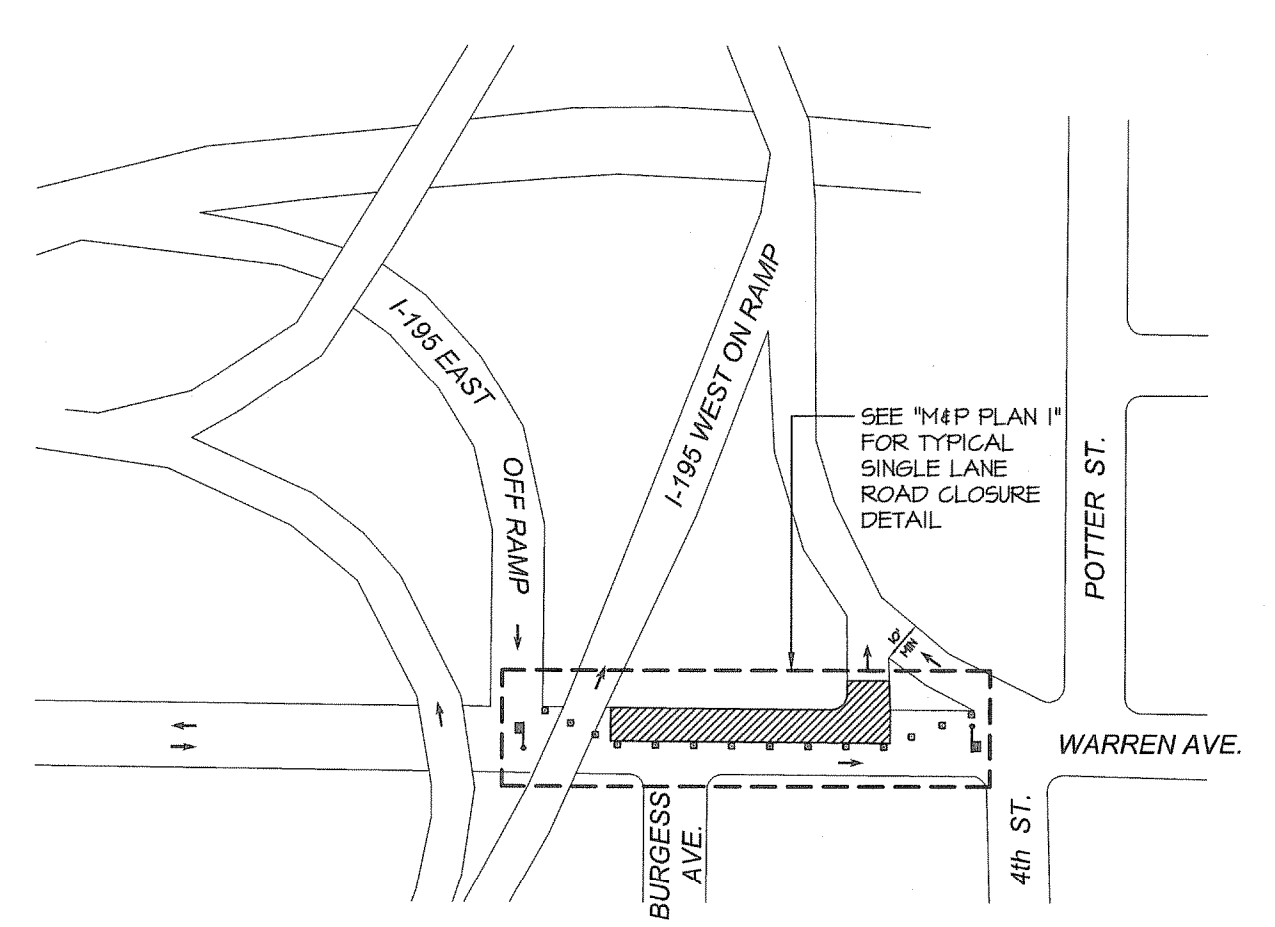 I-195 EAST
OFF RAMP
I-195 WEST ON RAMP
SEE "M&P PLAN 1"
FOR TYPICAL
SINGLE LANE
ROAD CLOSURE
DETAIL
POTTER ST.
10'
MIN
WARREN AVE.
BURGESS
AVE.
4th ST.